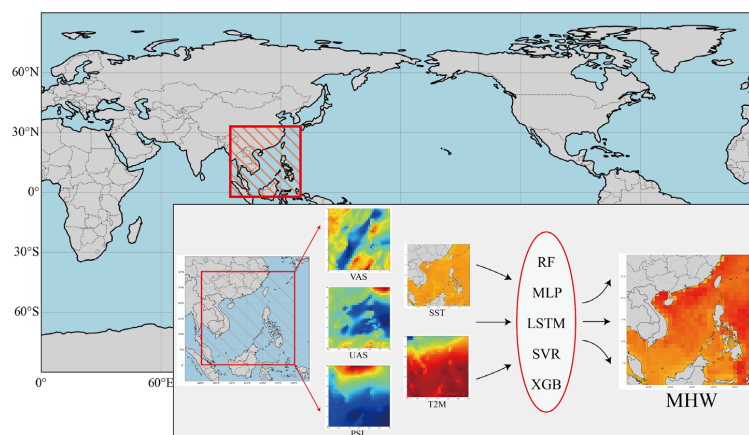 60°N
30°N
0°
30°S
60°S
0°
60°E
VAS
UAS
PSL
SST
T2M
RF
MLP
LSTM
SVR
XGB
MHW